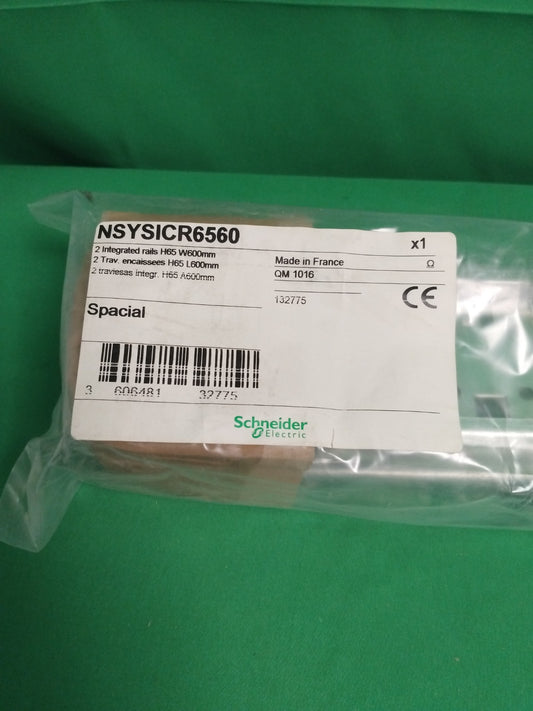 NSYSICR6560
x1
2 Integrated rails H65 W600mm
2 Trav. encaissees H65 L600mm
2 traviesas integr. H65 A600mm
Made in France
Ω
QM 1016
132775
CE
Spacial
3 606481 32775
Schneider
Electric